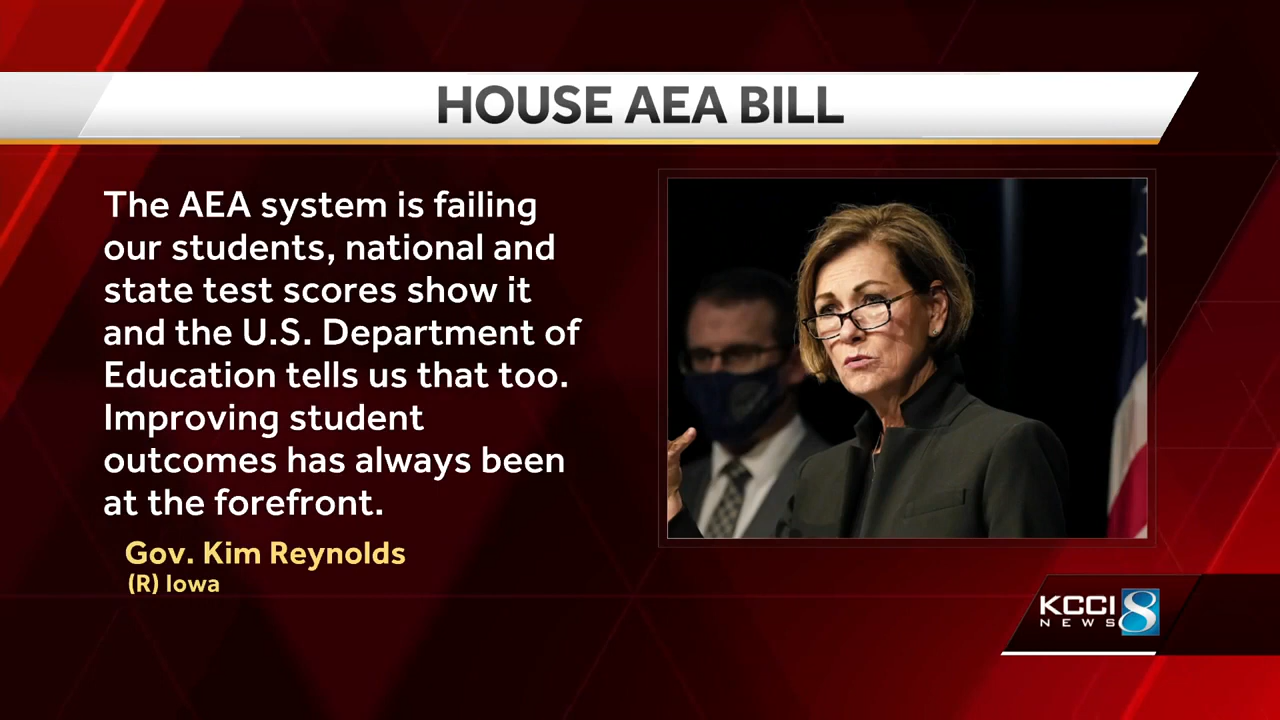 HOUSE AEA BILL
The AEA system is failing
our students, national and
state test scores show it
and the U.S. Department of
Education tells us that too.
Improving student
outcomes has always been
at the forefront.
Gov. Kim Reynolds
(R) Iowa
KCCI 8
NEWS